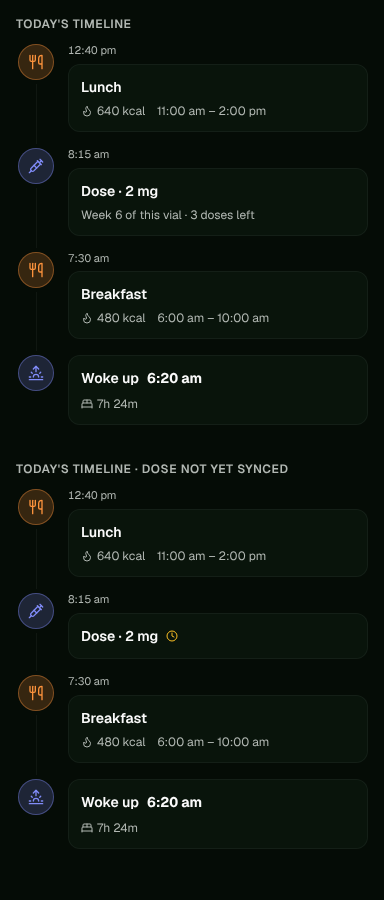 TODAY'S TIMELINE
12:40 pm
Lunch
640 kcal 11:00 am – 2:00 pm
8:15 am
Dose · 2 mg
Week 6 of this vial · 3 doses left
7:30 am
Breakfast
480 kcal 6:00 am – 10:00 am
Woke up 6:20 am
7h 24m
TODAY'S TIMELINE · DOSE NOT YET SYNCED
12:40 pm
Lunch
640 kcal 11:00 am – 2:00 pm
8:15 am
Dose · 2 mg
7:30 am
Breakfast
480 kcal 6:00 am – 10:00 am
Woke up 6:20 am
7h 24m